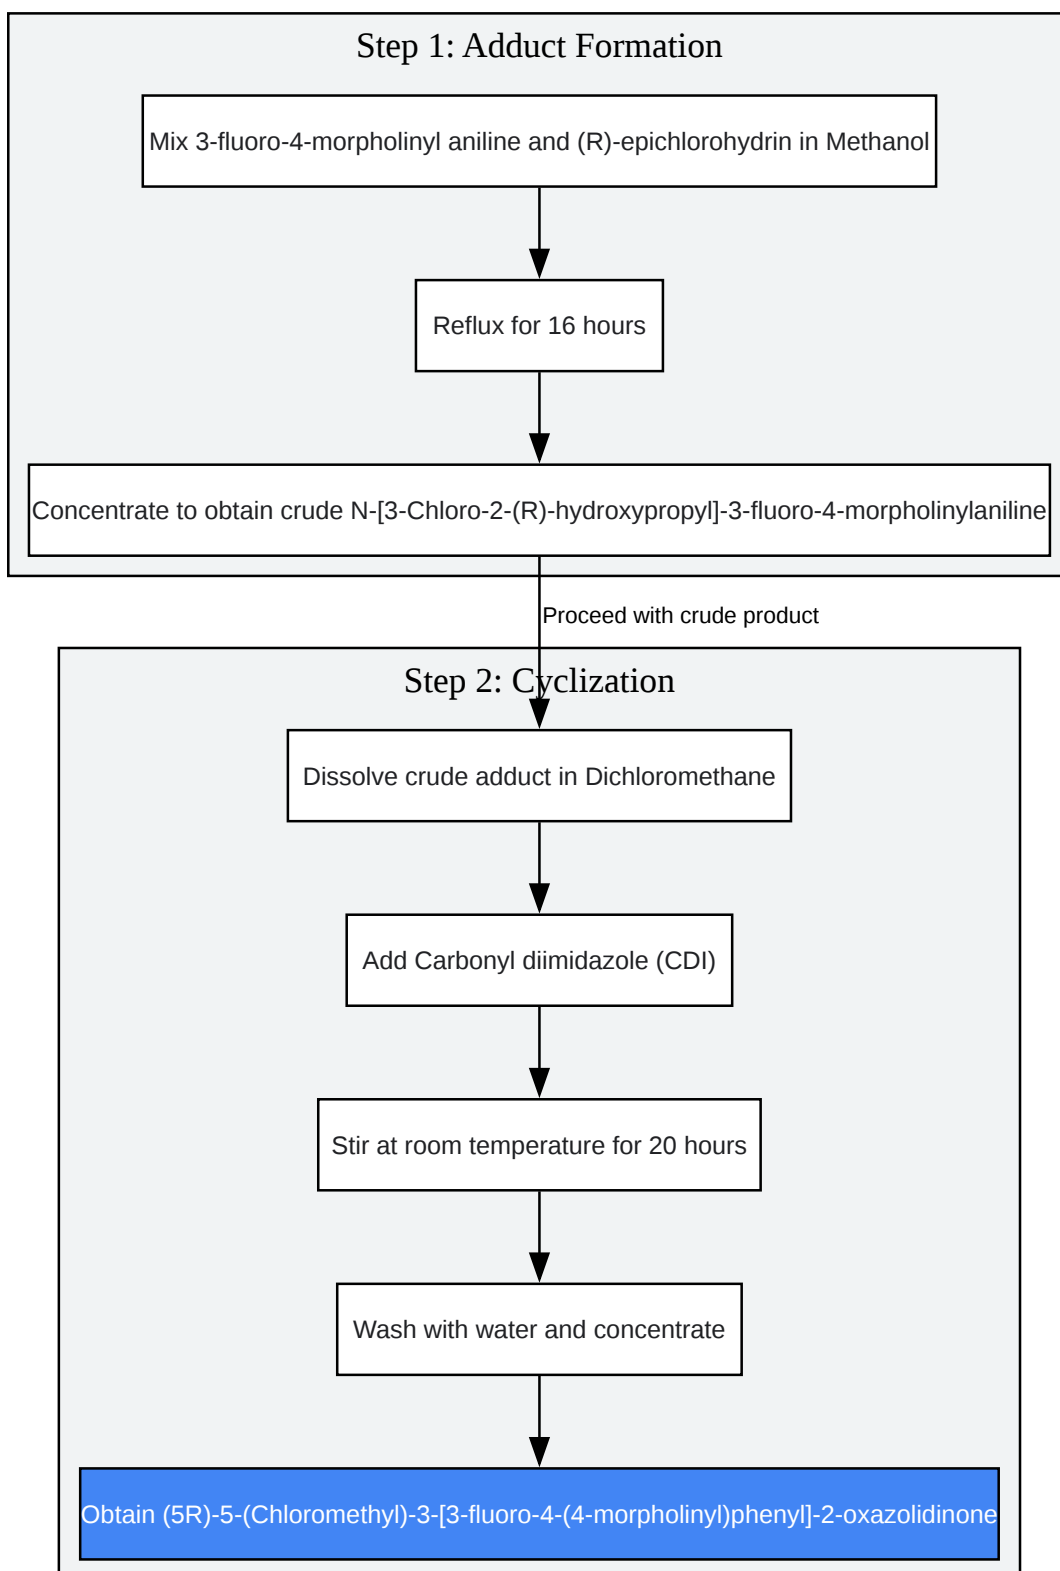 Step 1: Adduct Formation
Mix 3-fluoro-4-morpholinyl aniline and (R)-epichlorohydrin in Methanol
Reflux for 16 hours
Concentrate to obtain crude N-[3-Chloro-2-(R)-hydroxypropyl]-3-fluoro-4-morpholinylaniline
Proceed with crude product
Step 2: Cyclization
Dissolve crude adduct in Dichloromethane
Add Carbonyl diimidazole (CDI)
Stir at room temperature for 20 hours
Wash with water and concentrate
Obtain (5R)-5-(Chloromethyl)-3-[3-fluoro-4-(4-morpholinyl)phenyl]-2-oxazolidinone